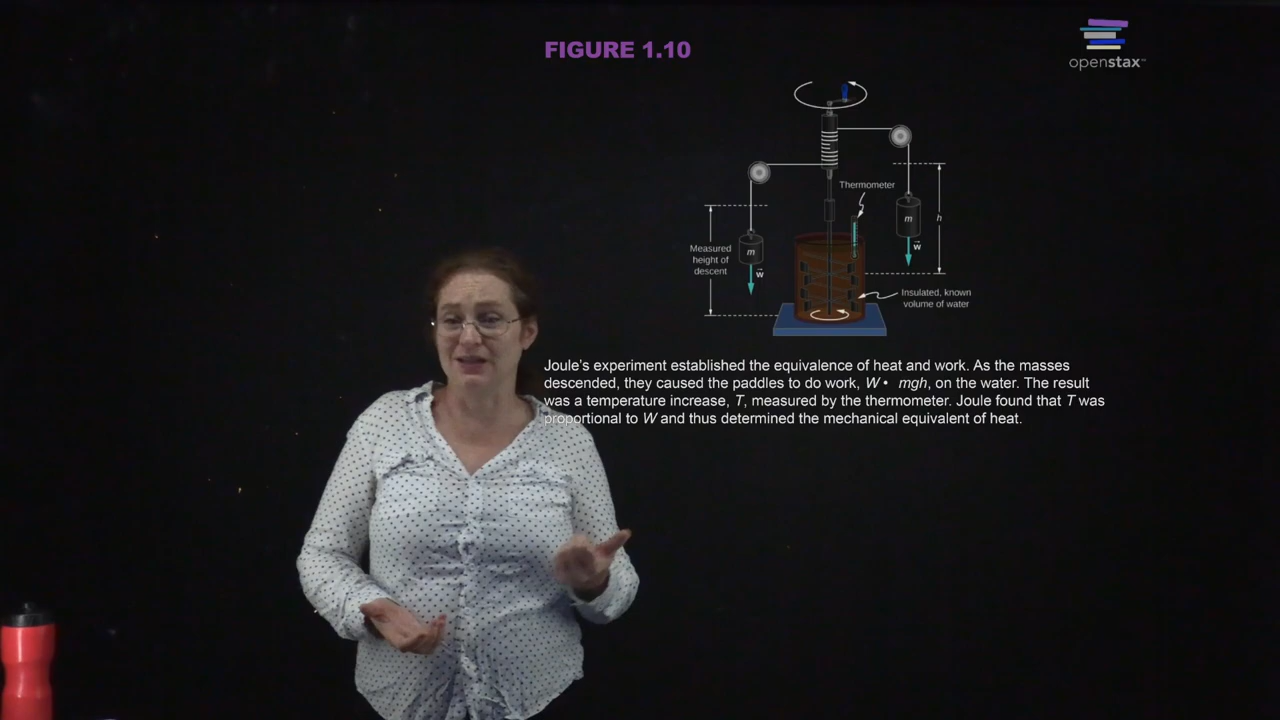 FIGURE 1.10
openstax™
Thermometer
m
h
w
Measured
height of
descent
m
w
Insulated, known
volume of water
Joule’s experiment established the equivalence of heat and work. As the masses
descended, they caused the paddles to do work, W • mgh, on the water. The result
was a temperature increase, T, measured by the thermometer. Joule found that T was
proportional to W and thus determined the mechanical equivalent of heat.